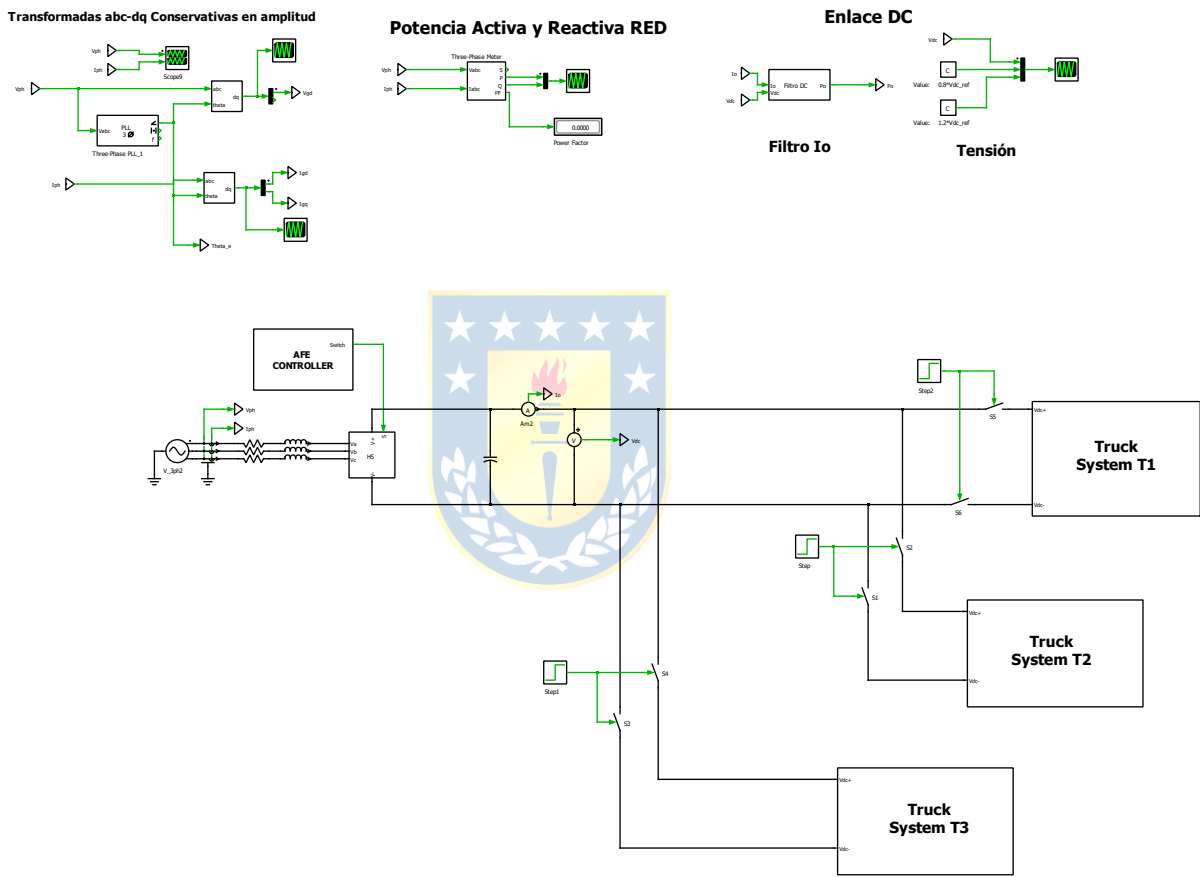 Transformadas abc-dq Conservativas en amplitud
Vph
Iph
Scope9
Vph
abc
theta
dq
Vgd
PLL
3 Ø
Vabc
f
Three-Phase PLL_1
Iph
abc
theta
dq
Igd
Igq
Theta_e
Potencia Activa y Reactiva RED
Three-Phase Meter
Vph
Iph
Vabc
Iabc
S
P
Q
PF
0.0000
Power Factor
Enlace DC
Io
Vdc
Io
Vdc
Filtro DC
Po
Po
Filtro Io
Vdc
C
Value: 0.8*Vdc_ref
C
Value: 1.2*Vdc_ref
Tensión
AFE
CONTROLLER
Switch
Vph
Iph
V_3ph2
Va
Vb
Vc
V+
S
H5
V-
A
Am2
Io
V
Vdc
Step2
S5
S6
Vdc+
Vdc-
Truck
System T1
Step
S2
S1
Vdc+
Vdc-
Truck
System T2
Step1
S4
S3
Vdc+
Vdc-
Truck
System T3